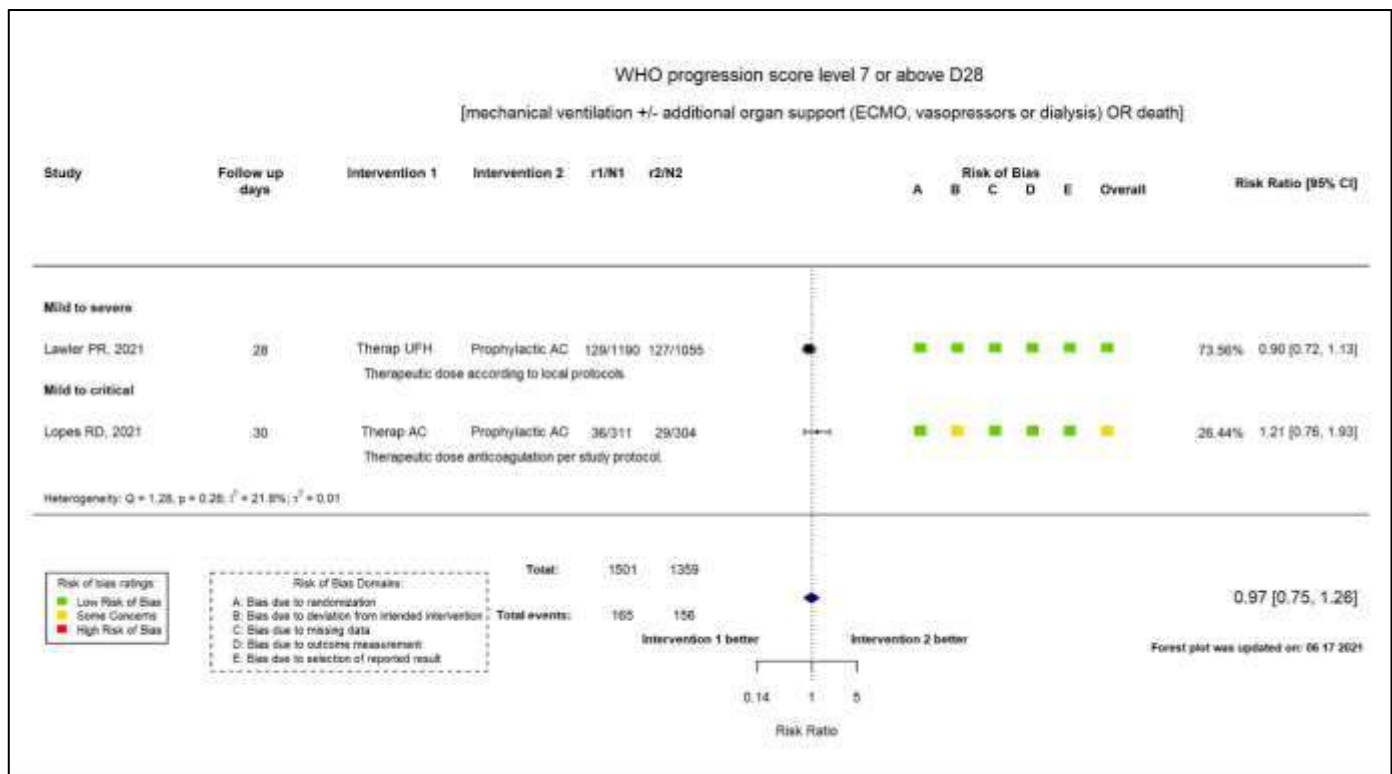 WHO progression score level 7 or above D28
[mechanical ventilation +/- additional organ support (ECMO, vasopressors or dialysis) OR death]
Study Follow up days Intervention 1 Intervention 2 r1/N1 r2/N2 Risk of Bias Risk Ratio [95% CI]
A B C D E Overall
Mild to severe
Lawler PR, 2021 28 Therap UFH Prophylactic AC 129/1190 127/1055 73.56% 0.90 [0.72, 1.13]
Therapeutic dose according to local protocols
Mild to critical
Lopes RD, 2021 30 Therap AC Prophylactic AC 36/311 29/304 26.44% 1.21 [0.76, 1.93]
Therapeutic dose anticoagulation per study protocol.
Heterogeneity: Q = 1.28, p = 0.26; I² = 21.8%; τ² = 0.01
Risk of bias ratings:
Low Risk of Bias
Some Concerns
High Risk of Bias
Risk of Bias Domains:
A: Bias due to randomization
B: Bias due to deviation from intended intervention
C: Bias due to missing data
D: Bias due to outcome measurement
E: Bias due to selection of reported result
Total: 1501 1359
Total events: 165 156
0.97 [0.75, 1.26]
Intervention 1 better Intervention 2 better
Forest plot was updated on: 06 17 2021
0.14 1 5
Risk Ratio